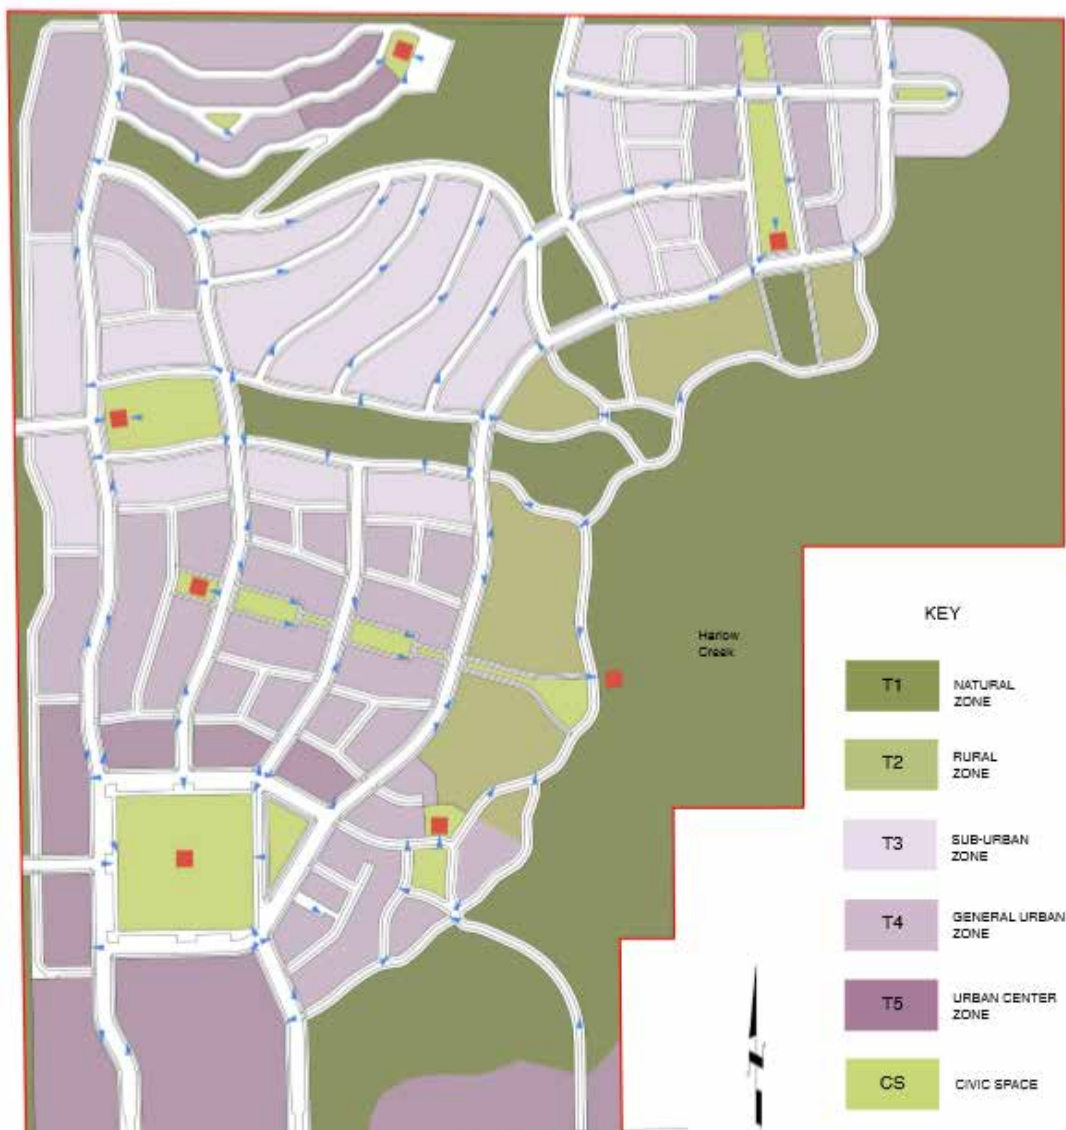 Harlow
Creek
KEY
T1
NATURAL
ZONE
T2
RURAL
ZONE
T3
SUB-URBAN
ZONE
T4
GENERAL URBAN
ZONE
T5
URBAN CENTER
ZONE
CS
CIVIC SPACE
N